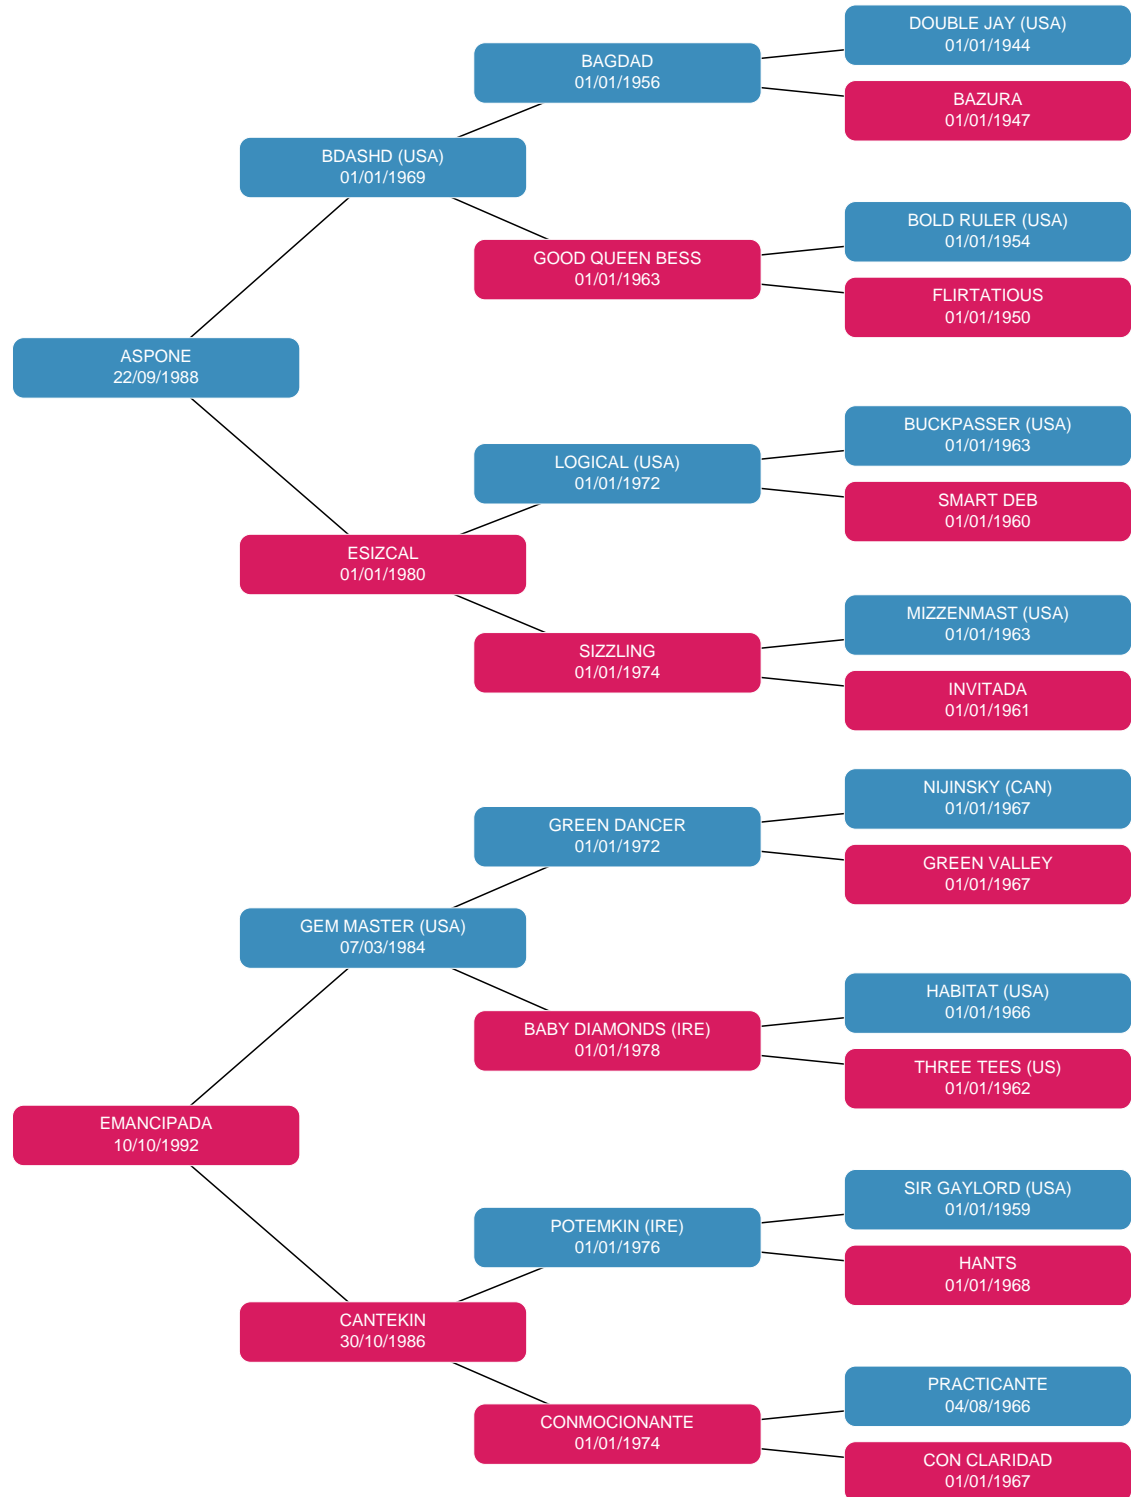 DOUBLE JAY (USA)
01/01/1944
BAGDAD
01/01/1956
BAZURA
01/01/1947
BDASHD (USA)
01/01/1969
BOLD RULER (USA)
01/01/1954
GOOD QUEEN BESS
01/01/1963
FLIRTATIOUS
01/01/1950
ASPONE
22/09/1988
BUCKPASSER (USA)
01/01/1963
LOGICAL (USA)
01/01/1972
SMART DEB
01/01/1960
ESIZCAL
01/01/1980
MIZZENMAST (USA)
01/01/1963
SIZZLING
01/01/1974
INVITADA
01/01/1961
NIJINSKY (CAN)
01/01/1967
GREEN DANCER
01/01/1972
GREEN VALLEY
01/01/1967
GEM MASTER (USA)
07/03/1984
HABITAT (USA)
01/01/1966
BABY DIAMONDS (IRE)
01/01/1978
THREE TEES (US)
01/01/1962
EMANCIPADA
10/10/1992
SIR GAYLORD (USA)
01/01/1959
POTEMKIN (IRE)
01/01/1976
HANTS
01/01/1968
CANTEKIN
30/10/1986
PRACTICANTE
04/08/1966
CONMOCIONANTE
01/01/1974
CON CLARIDAD
01/01/1967